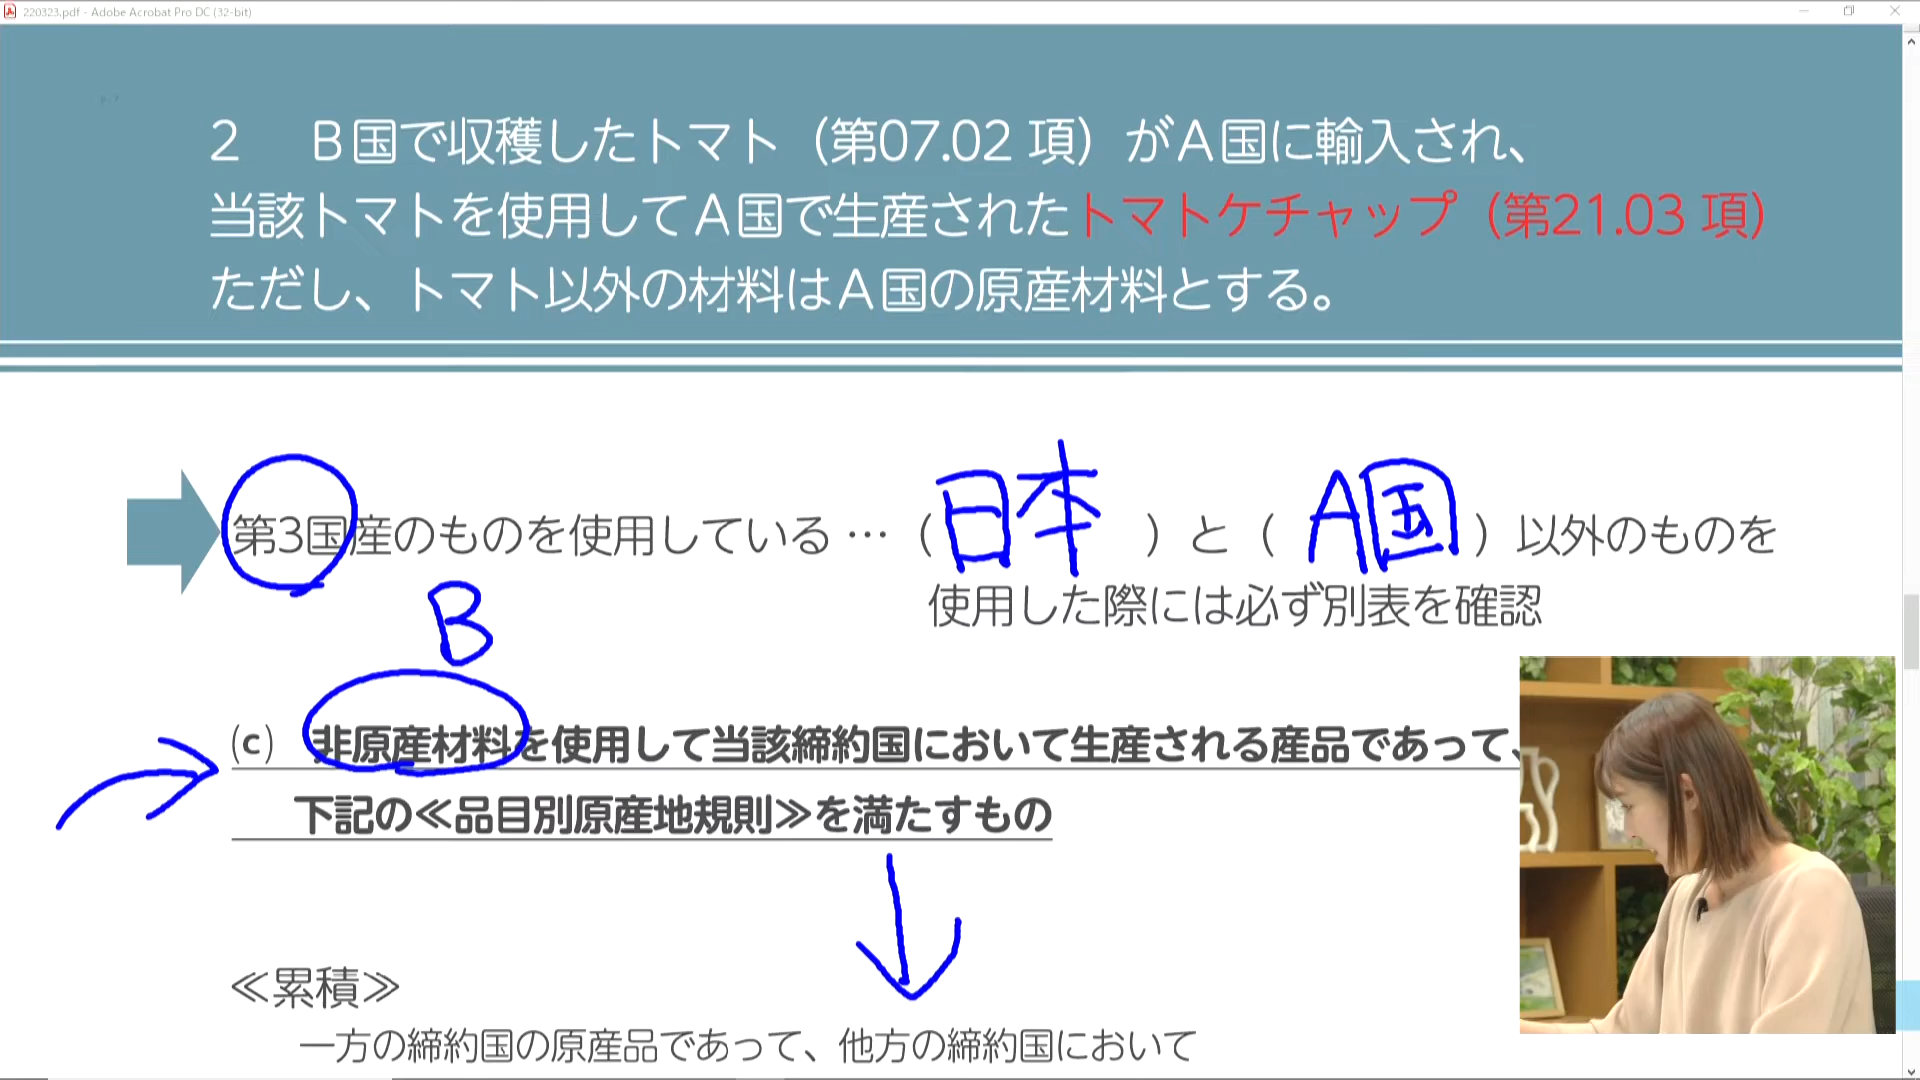 220323.pdf - Adobe Acrobat Pro DC (32-bit)
2 B国で収穫したトマト（第07.02 項）がA国に輸入され、
当該トマトを使用してA国で生産されたトマトケチャップ（第21.03 項）
ただし、トマト以外の材料はA国の原産材料とする。
第3国産のものを使用している…（日本）と（A国）以外のものを
使用した際には必ず別表を確認
B
(c) 非原産材料を使用して当該締約国において生産される産品であって、
下記の≪品目別原産地規則≫を満たすもの
≪累積≫
一方の締約国の原産品であって、他方の締約国において